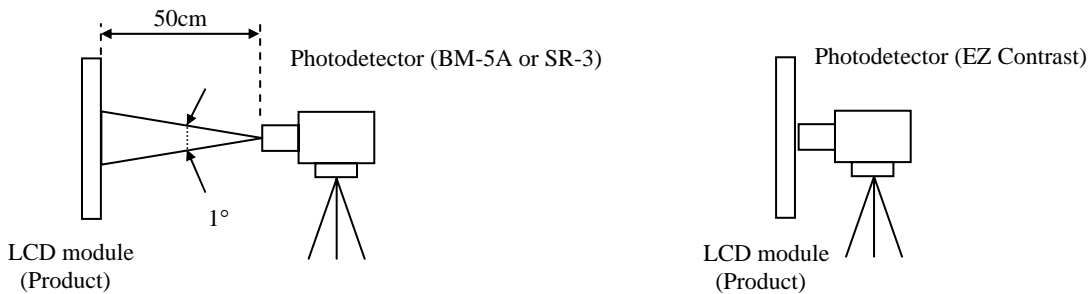 50cm
Photodetector (BM-5A or SR-3)
1°
LCD module
(Product)
Photodetector (EZ Contrast)
LCD module
(Product)